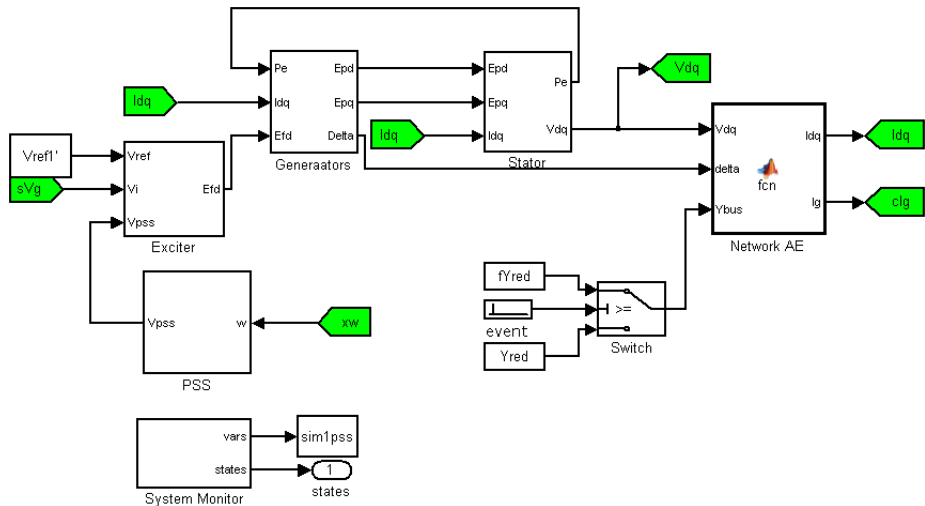 Pe
Idq
Efd
Epd
Epq
Delta
Generaators
Idq
Epd
Epq
Idq
Pe
Vdq
Stator
Idq
Vdq
Vdq
delta
Ybus
fcn
Idq
Ig
Network AE
Idq
cIg
Vref1'
sVg
Vref
Vi
Vpss
Efd
Exciter
Vpss
w
PSS
xw
fYred
event
Yred
>=
Switch
vars
states
System Monitor
sim1pss
1
states